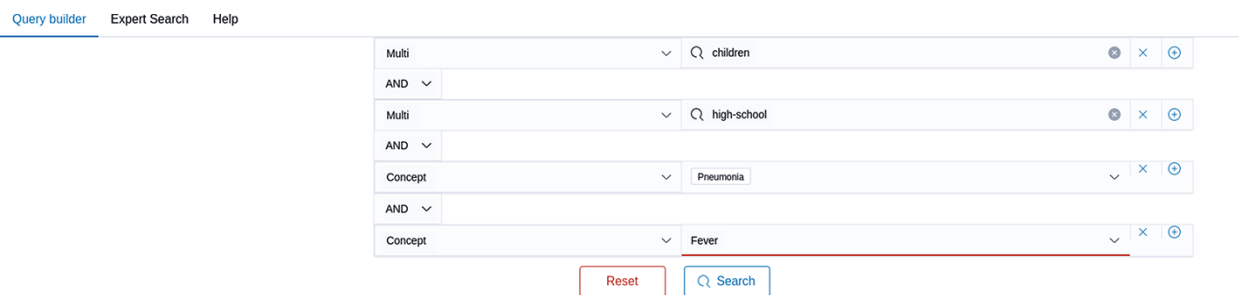 Query builder Expert Search Help
Multi children
AND
Multi high-school
AND
Concept Pneumonia
AND
Concept Fever
Reset Search